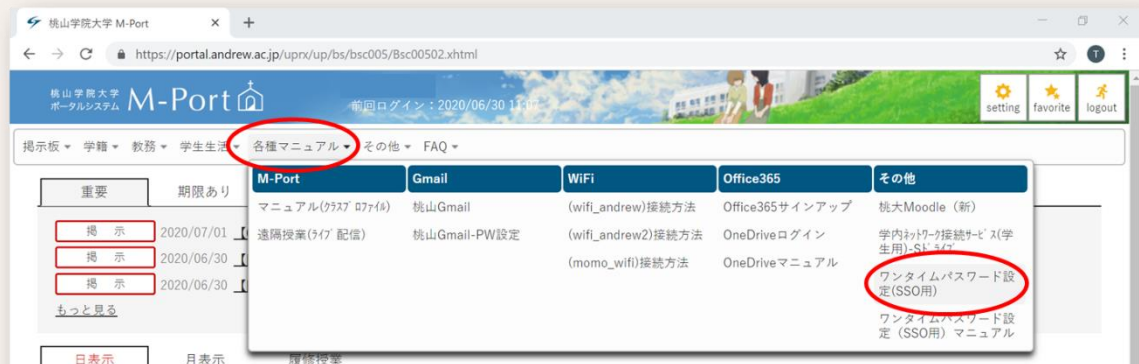 桃山学院大学 M-Port
https://portal.andrew.ac.jp/uprx/up/bs/bsc005/Bsc00502.xhtml
T
桃山学院大学
ポータルシステム M-Port
前回ログイン：2020/06/30 11:07
setting favorite logout
掲示板 学籍 教務 学生生活 各種マニュアル その他 FAQ
重要 期限あり
掲 示 2020/07/01
掲 示 2020/06/30
掲 示 2020/06/30
もっと見る
日表示 月表示 履修授業
M-Port
マニュアル(ｸﾗｽﾌﾟﾛﾌｧｲﾙ)
遠隔授業(ﾗｲﾌﾞ配信)
Gmail
桃山Gmail
桃山Gmail-PW設定
WiFi
(wifi_andrew)接続方法
(wifi_andrew2)接続方法
(momo_wifi)接続方法
Office365
Office365サインアップ
OneDriveログイン
OneDriveマニュアル
その他
桃大Moodle（新）
学内ﾈｯﾄﾜｰｸ接続ｻｰﾋﾞｽ(学
生用)-Sﾄﾞﾗｲﾌﾞ
ワンタイムパスワード設
定(SSO用)
ワンタイムパスワード設
定（SSO用）マニュアル